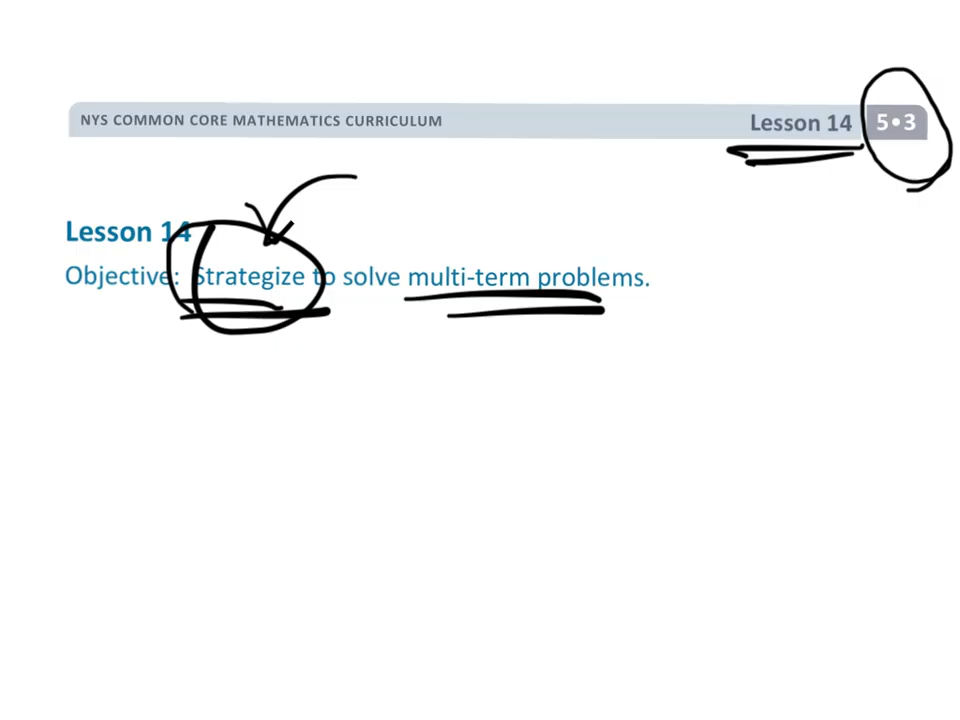 NYS COMMON CORE MATHEMATICS CURRICULUM
Lesson 14 5•3
Lesson 14
Objective: Strategize to solve multi-term problems.